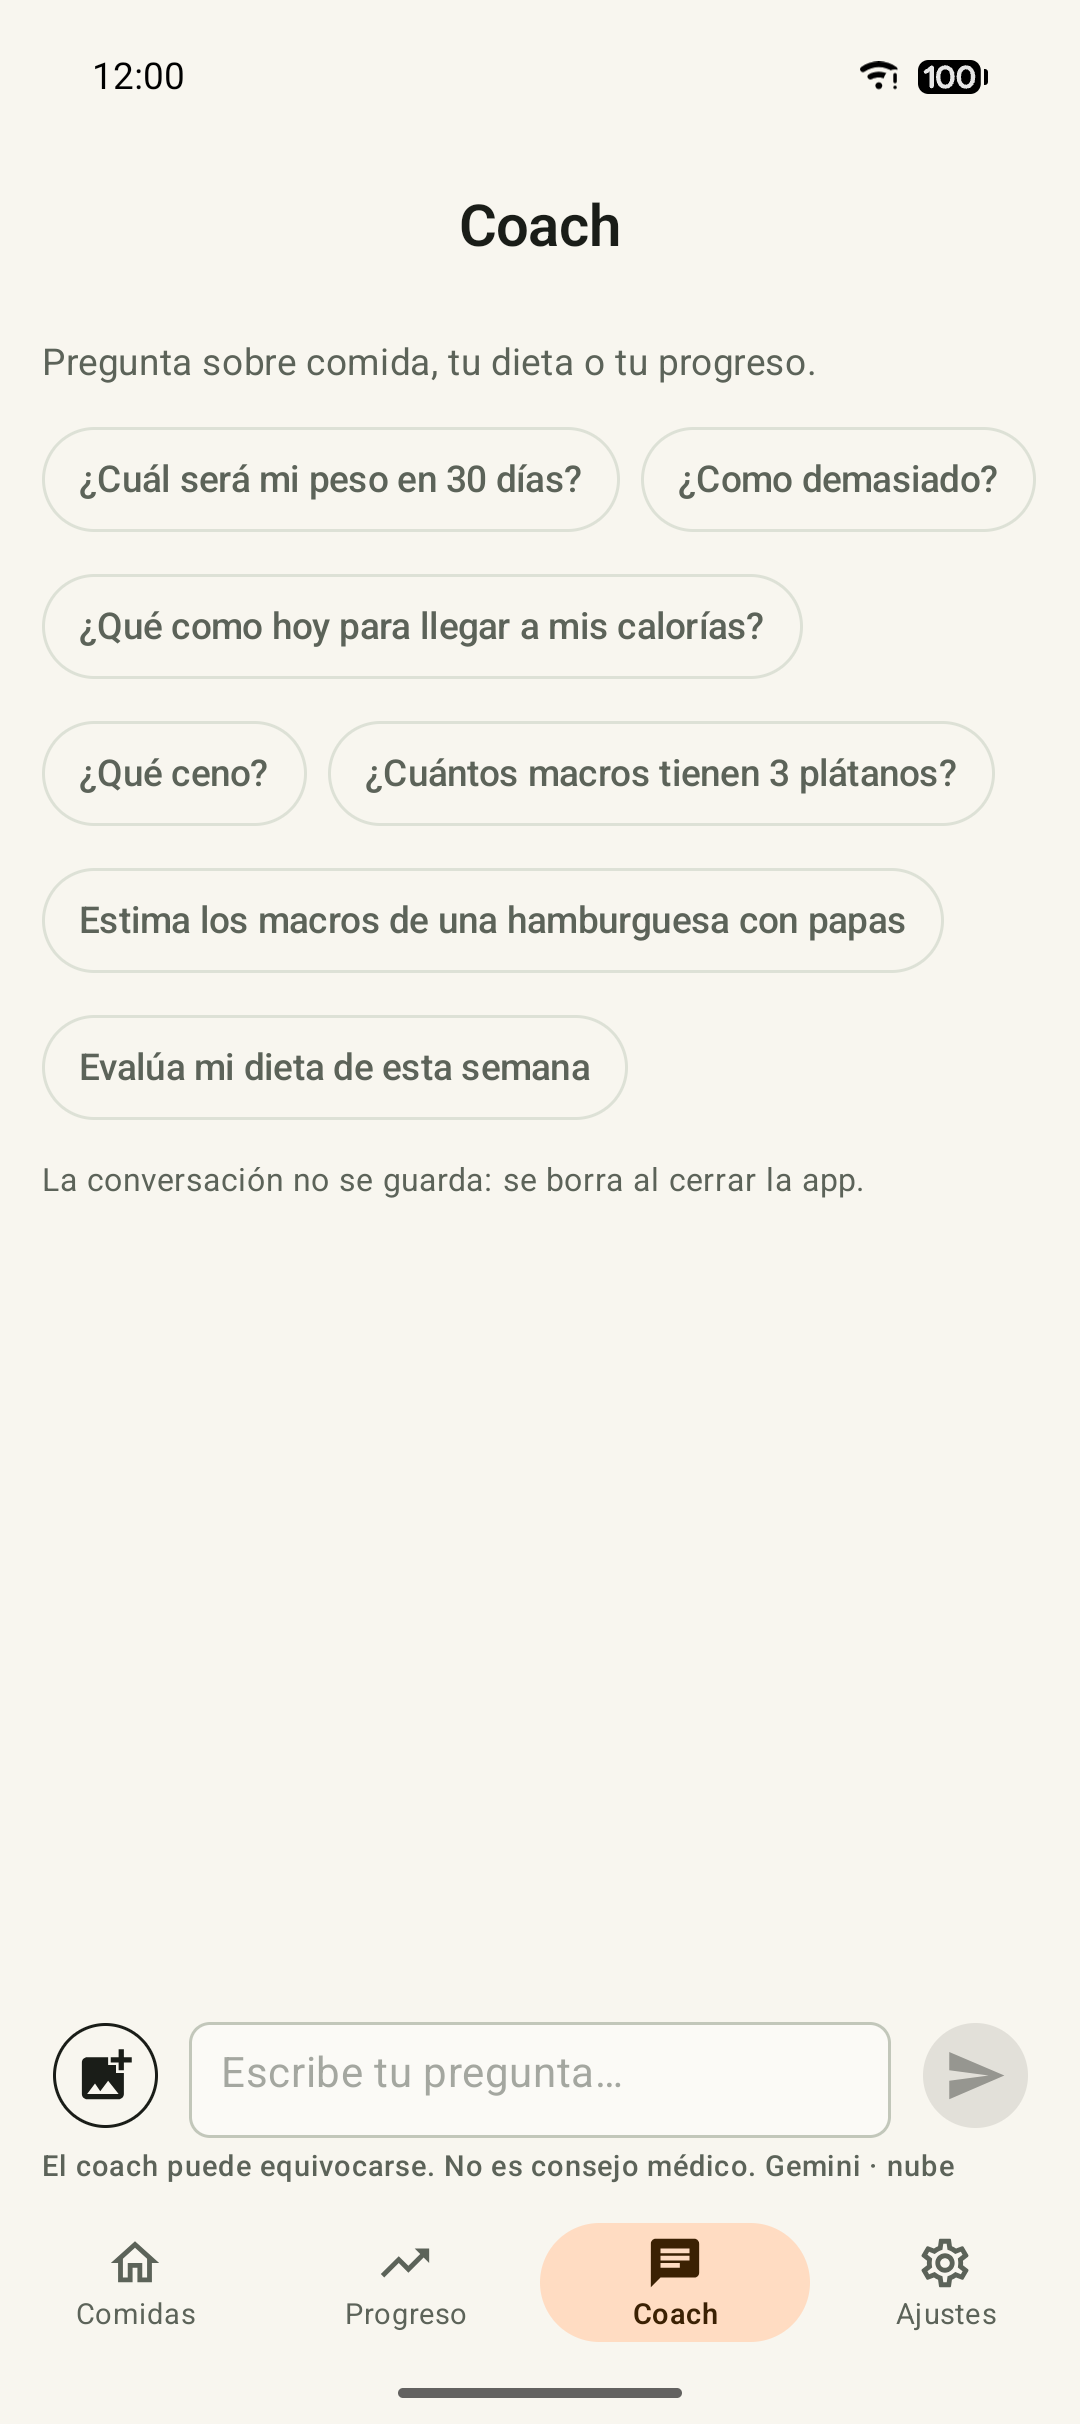 12:00
100
Coach
Pregunta sobre comida, tu dieta o tu progreso.
¿Cuál será mi peso en 30 días?
¿Como demasiado?
¿Qué como hoy para llegar a mis calorías?
¿Qué ceno?
¿Cuántos macros tienen 3 plátanos?
Estima los macros de una hamburguesa con papas
Evalúa mi dieta de esta semana
La conversación no se guarda: se borra al cerrar la app.
Escribe tu pregunta…
El coach puede equivocarse. No es consejo médico. Gemini · nube
Comidas
Progreso
Coach
Ajustes